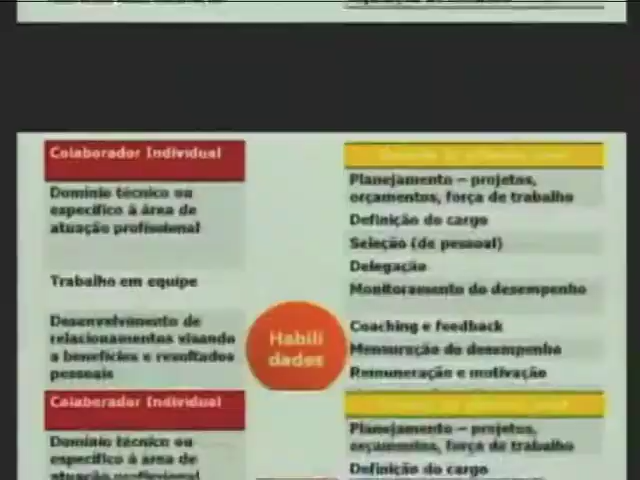 Colaborador Individual
Domínio técnico ou
específico à área de
atuação profissional
Trabalho em equipe
Desenvolvimento de
relacionamentos visando
a benefícios e resultados
pessoais
Habili
dades
Planejamento – projetos,
orçamentos, força de trabalho
Definição do cargo
Seleção (de pessoal)
Delegação
Monitoramento do desempenho
Coaching e feedback
Mensuração do desempenho
Remuneração e motivação
Colaborador Individual
Domínio técnico ou
específico à área de
atuação profissional
Planejamento – projetos,
orçamentos, força de trabalho
Definição do cargo